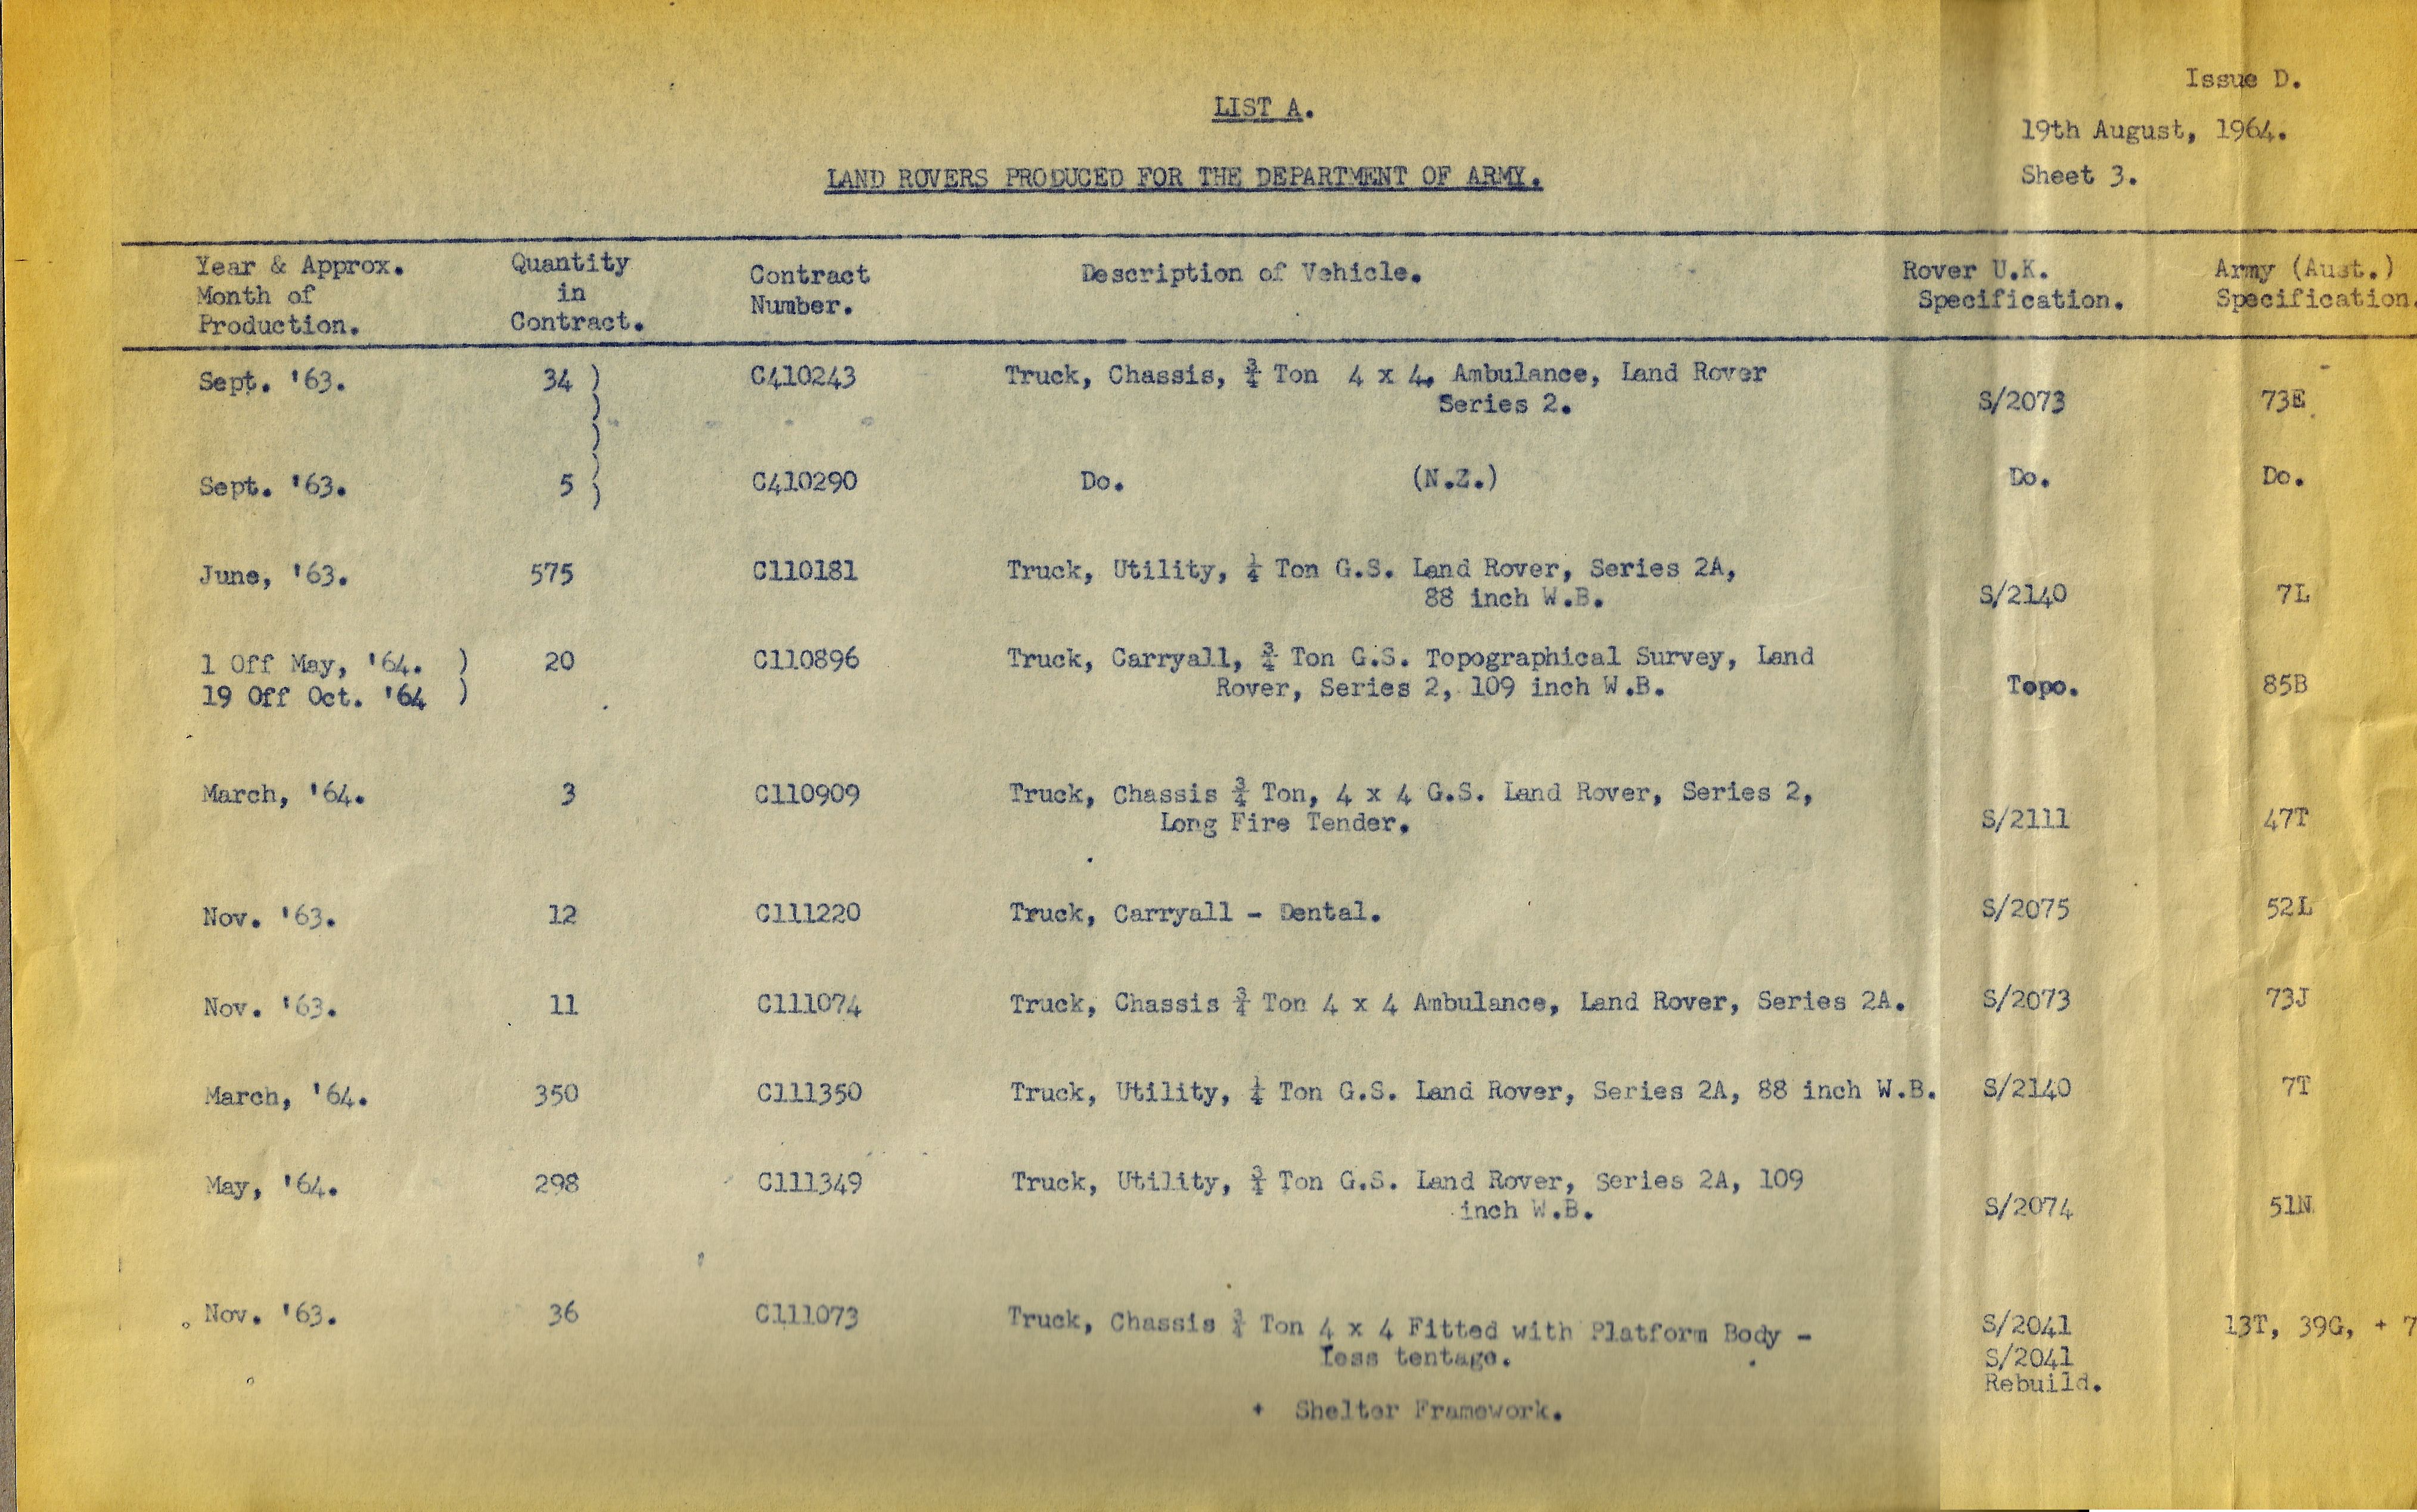 Issue D.
LIST A.
19th August, 1964.
LAND ROVERS PRODUCED FOR THE DEPARTMENT OF ARMY.
Sheet 3.
Year & Approx. Month of Production. Quantity in Contract. Contract Number. Description of Vehicle. Rover U.K. Specification. Army (Aust.) Specification.
Sept. '63. 34 ) C410243 Truck, Chassis, ¾ Ton 4 x 4, Ambulance, Land Rover
) Series 2. S/2073 73E
)
Sept. '63. 5 ) C410290 Do. (N.Z.) Do. Do.
June, '63. 575 C110181 Truck, Utility, ¼ Ton G.S. Land Rover, Series 2A,
88 inch W.B. S/2140 7L
1 Off May, '64. ) 20 C110896 Truck, Carryall, ¾ Ton G.S. Topographical Survey, Land
19 Off Oct. '64 ) Rover, Series 2, 109 inch W.B. Topo. 85B
March, '64. 3 C110909 Truck, Chassis ¾ Ton, 4 x 4 G.S. Land Rover, Series 2,
Long Fire Tender. S/2111 47T
Nov. '63. 12 C111220 Truck, Carryall - Dental. S/2075 52L
Nov. '63. 11 C111074 Truck, Chassis ¾ Ton 4 x 4 Ambulance, Land Rover, Series 2A. S/2073 73J
March, '64. 350 C111350 Truck, Utility, ¼ Ton G.S. Land Rover, Series 2A, 88 inch W.B. S/2140 7T
May, '64. 298 C111349 Truck, Utility, ¾ Ton G.S. Land Rover, Series 2A, 109
inch W.B. S/2074 51N
Nov. '63. 36 C111073 Truck, Chassis ¾ Ton 4 x 4 Fitted with Platform Body - S/2041 13T, 39G, + 7
less tentage. S/2041
Rebuild.
+ Shelter Framework.